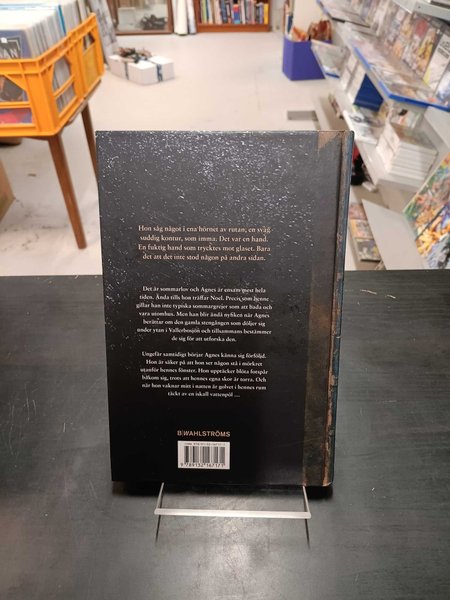 Hon såg något i ena hörnet av rutan, en svag
suddig kontur, som imma. Det var en hand.
En fuktig hand som trycktes mot glaset. Bara
det att det inte stod någon på andra sidan.
Det är sommarlov och Agnes är ensam mest hela
tiden. Ända tills hon träffar Noel. Precis som henne
gillar han inte typiska sommargrejer som att bada och
vara utomhus. Men han blir ändå nyfiken när Agnes
berättar om den gamla stengången som döljer sig
under ytan i Vallerbosjön och tillsammans bestämmer
de sig för att utforska den.
Ungefär samtidigt börjar Agnes känna sig förföljd.
Hon är säker på att hon ser någon stå i mörkret
utanför hennes fönster. Hon upptäcker blöta fotspår
bakom sig, trots att hennes egna skor är torra. Och
när hon vaknar mitt i natten är golvet i hennes rum
täckt av en iskall vattenpöl ....
B|WAHLSTRÖMS
9 789132 167171